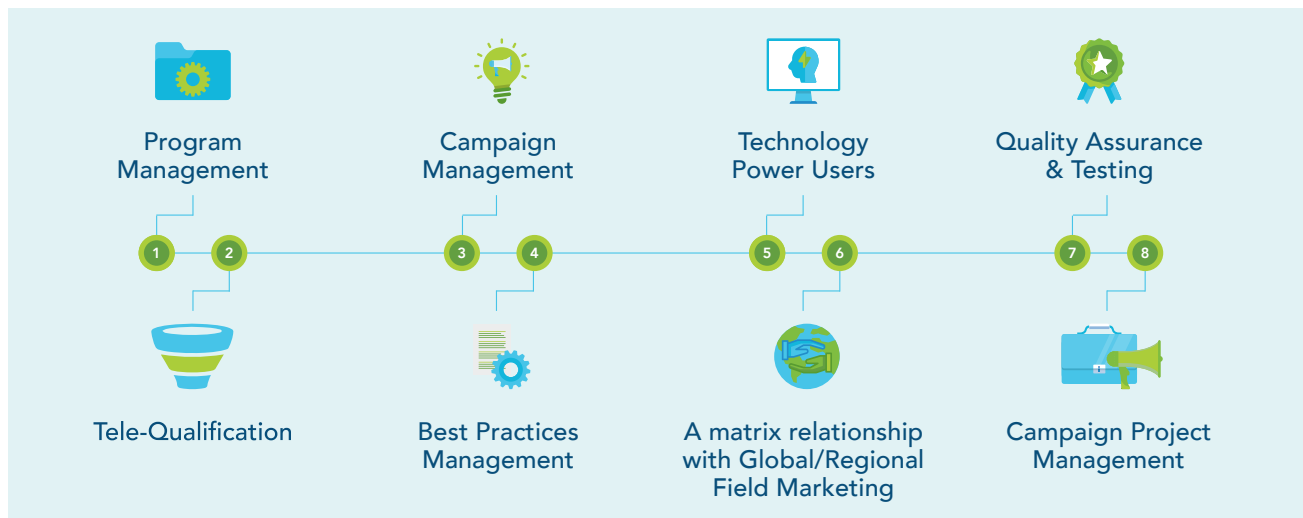 Program
Management
Campaign
Management
Technology
Power Users
Quality Assurance
& Testing
1
2
3
4
5
6
7
8
Tele-Qualification
Best Practices
Management
A matrix relationship
with Global/Regional
Field Marketing
Campaign Project
Management